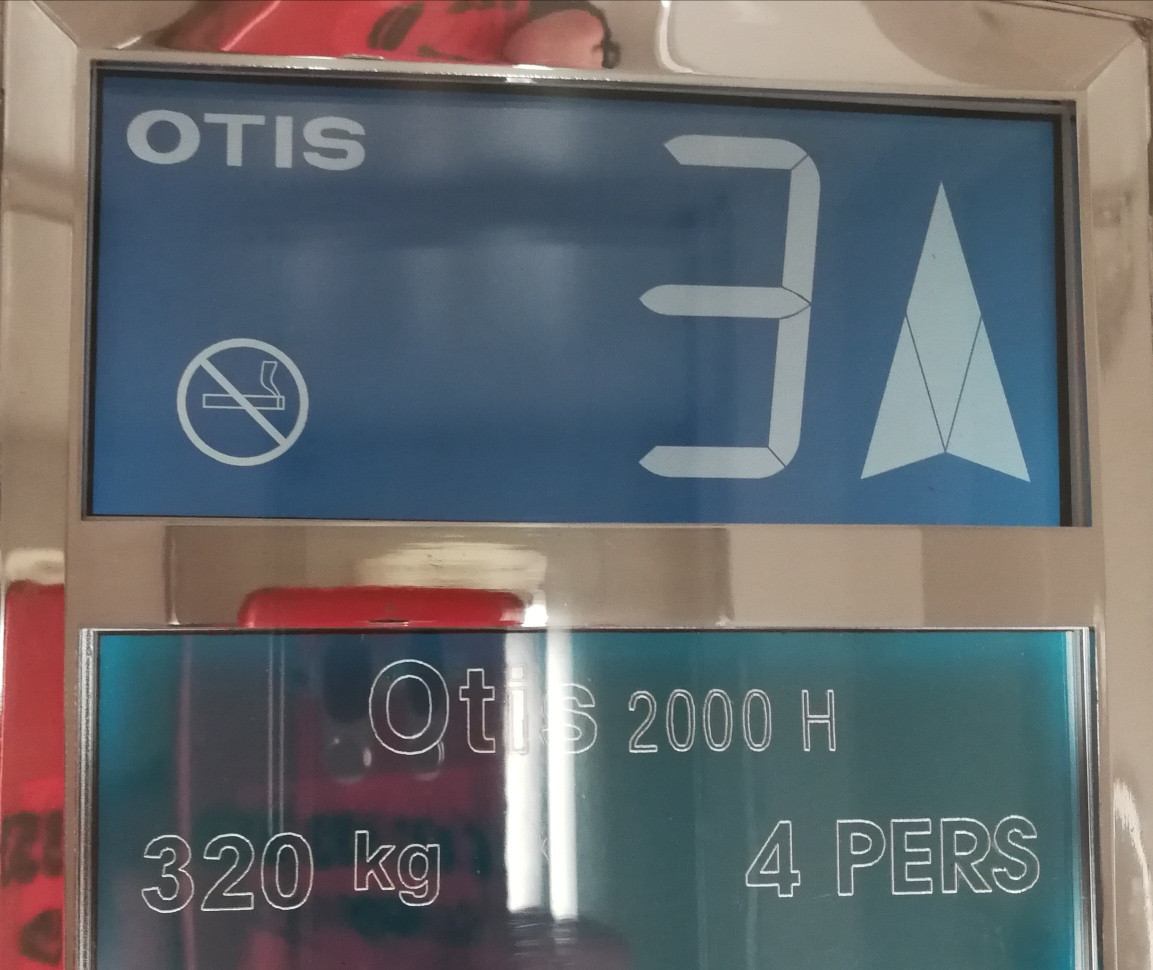 OTIS
3
Otis 2000 H
320 kg 4 PERS